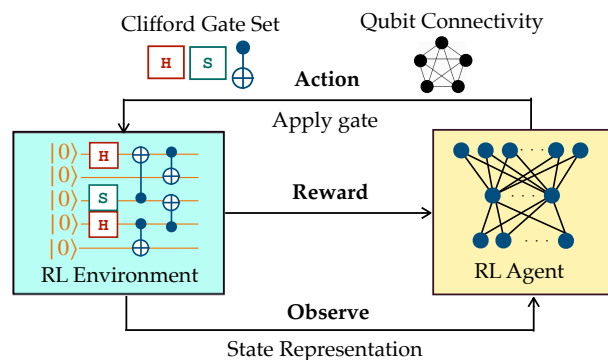 Clifford Gate Set
Qubit Connectivity
H S
Action
Apply gate
|0⟩ H
|0⟩
|0⟩ S
|0⟩ H
|0⟩
RL Environment
Reward
RL Agent
Observe
State Representation